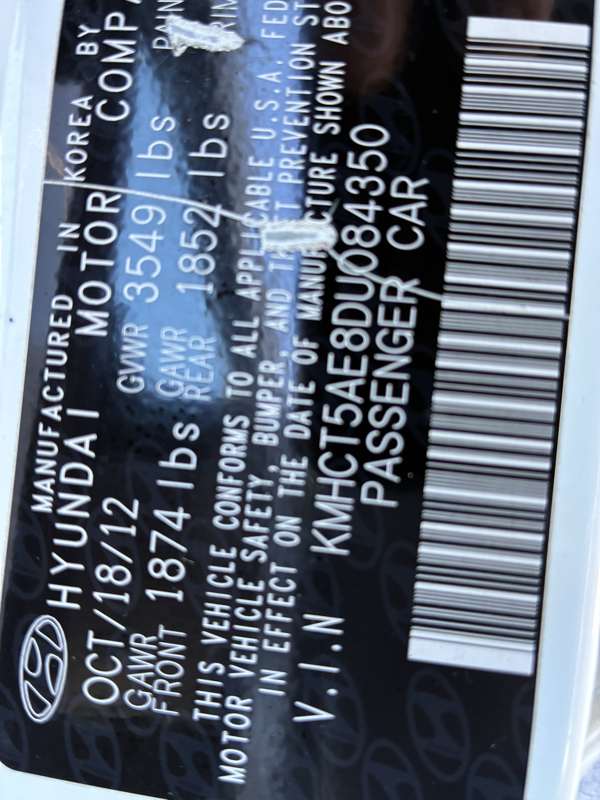 MANUFACTURED IN KOREA BY
HYUNDAI MOTOR COMPA
OCT/18/12 GVWR 3549 lbs PAIN
GAWR FRONT 1874 lbs GAWR REAR 1852 lbs
THIS VEHICLE CONFORMS TO ALL APPLICABLE U.S.A. FED
MOTOR VEHICLE SAFETY, BUMPER, AND PREVENTION ST
IN EFFECT ON THE DATE OF MANUFACTURE SHOWN ABO
V.I.N KMHCT5AE8DU084350
PASSENGER CAR